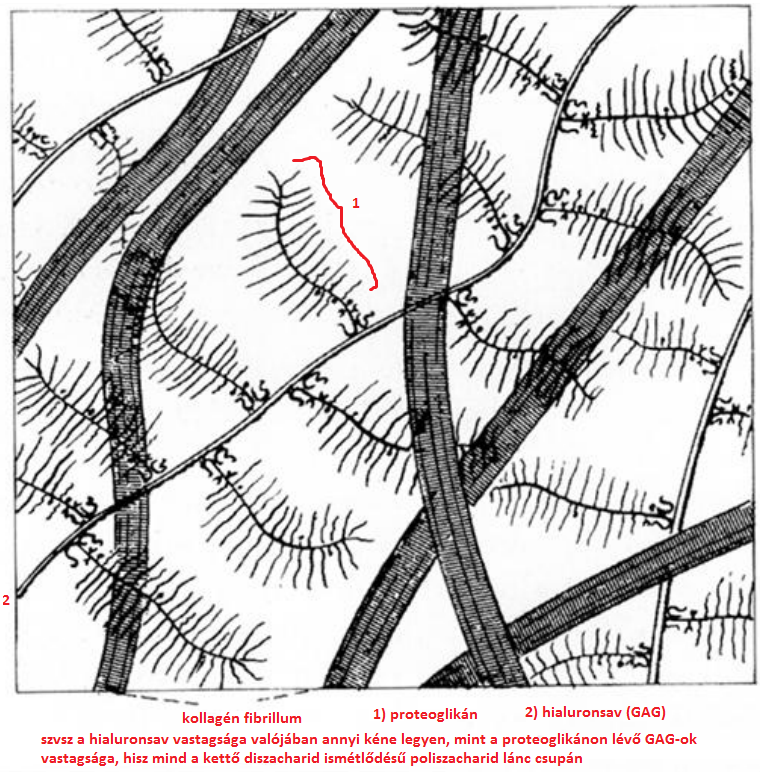 1
2
kollagén fibrillum
1) proteoglikán
2) hialuronsav (GAG)
szvsz a hialuronsav vastagsága valójában annyi kéne legyen, mint a proteoglikánon lévő GAG-ok
vastagsága, hisz mind a kettő diszacharid ismétlődésű poliszacharid lánc csupán